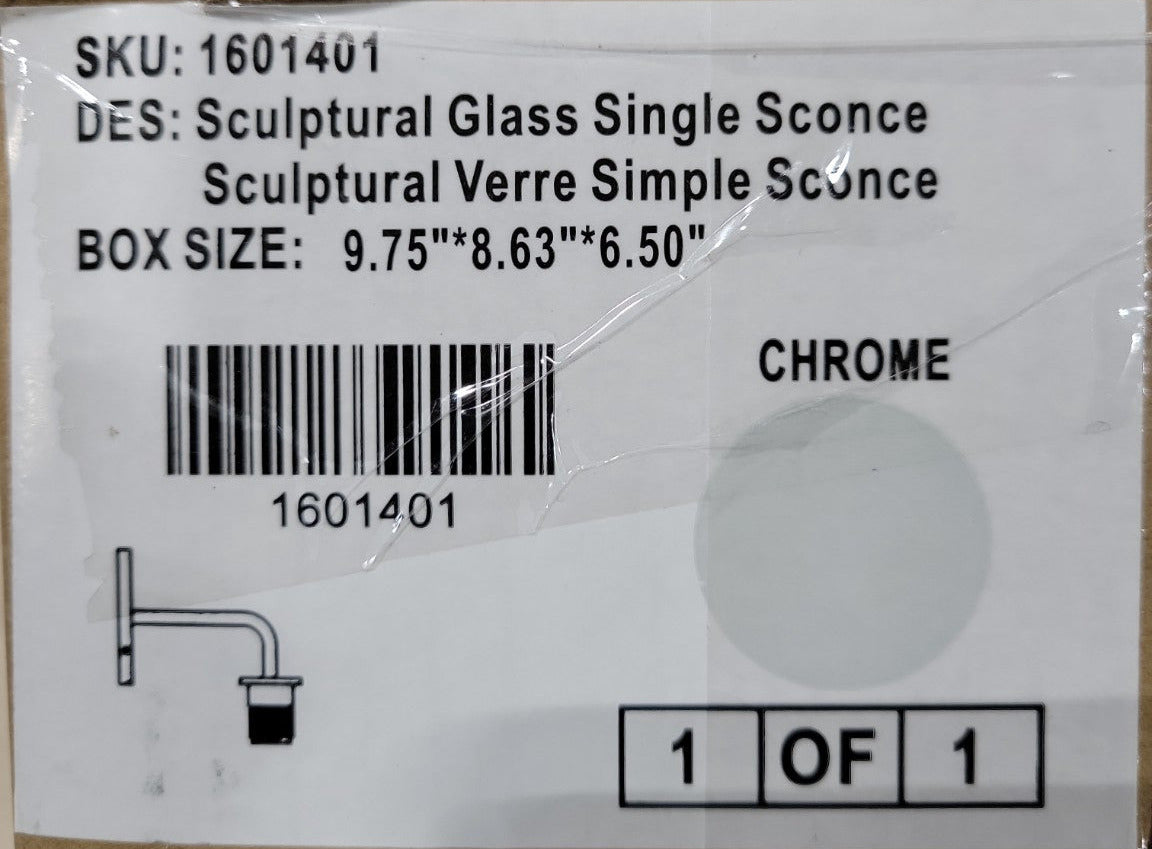 SKU: 1601401
DES: Sculptural Glass Single Sconce
Sculptural Verre Simple Sconce
BOX SIZE: 9.75"*8.63"*6.50"
CHROME
1601401
1 OF 1